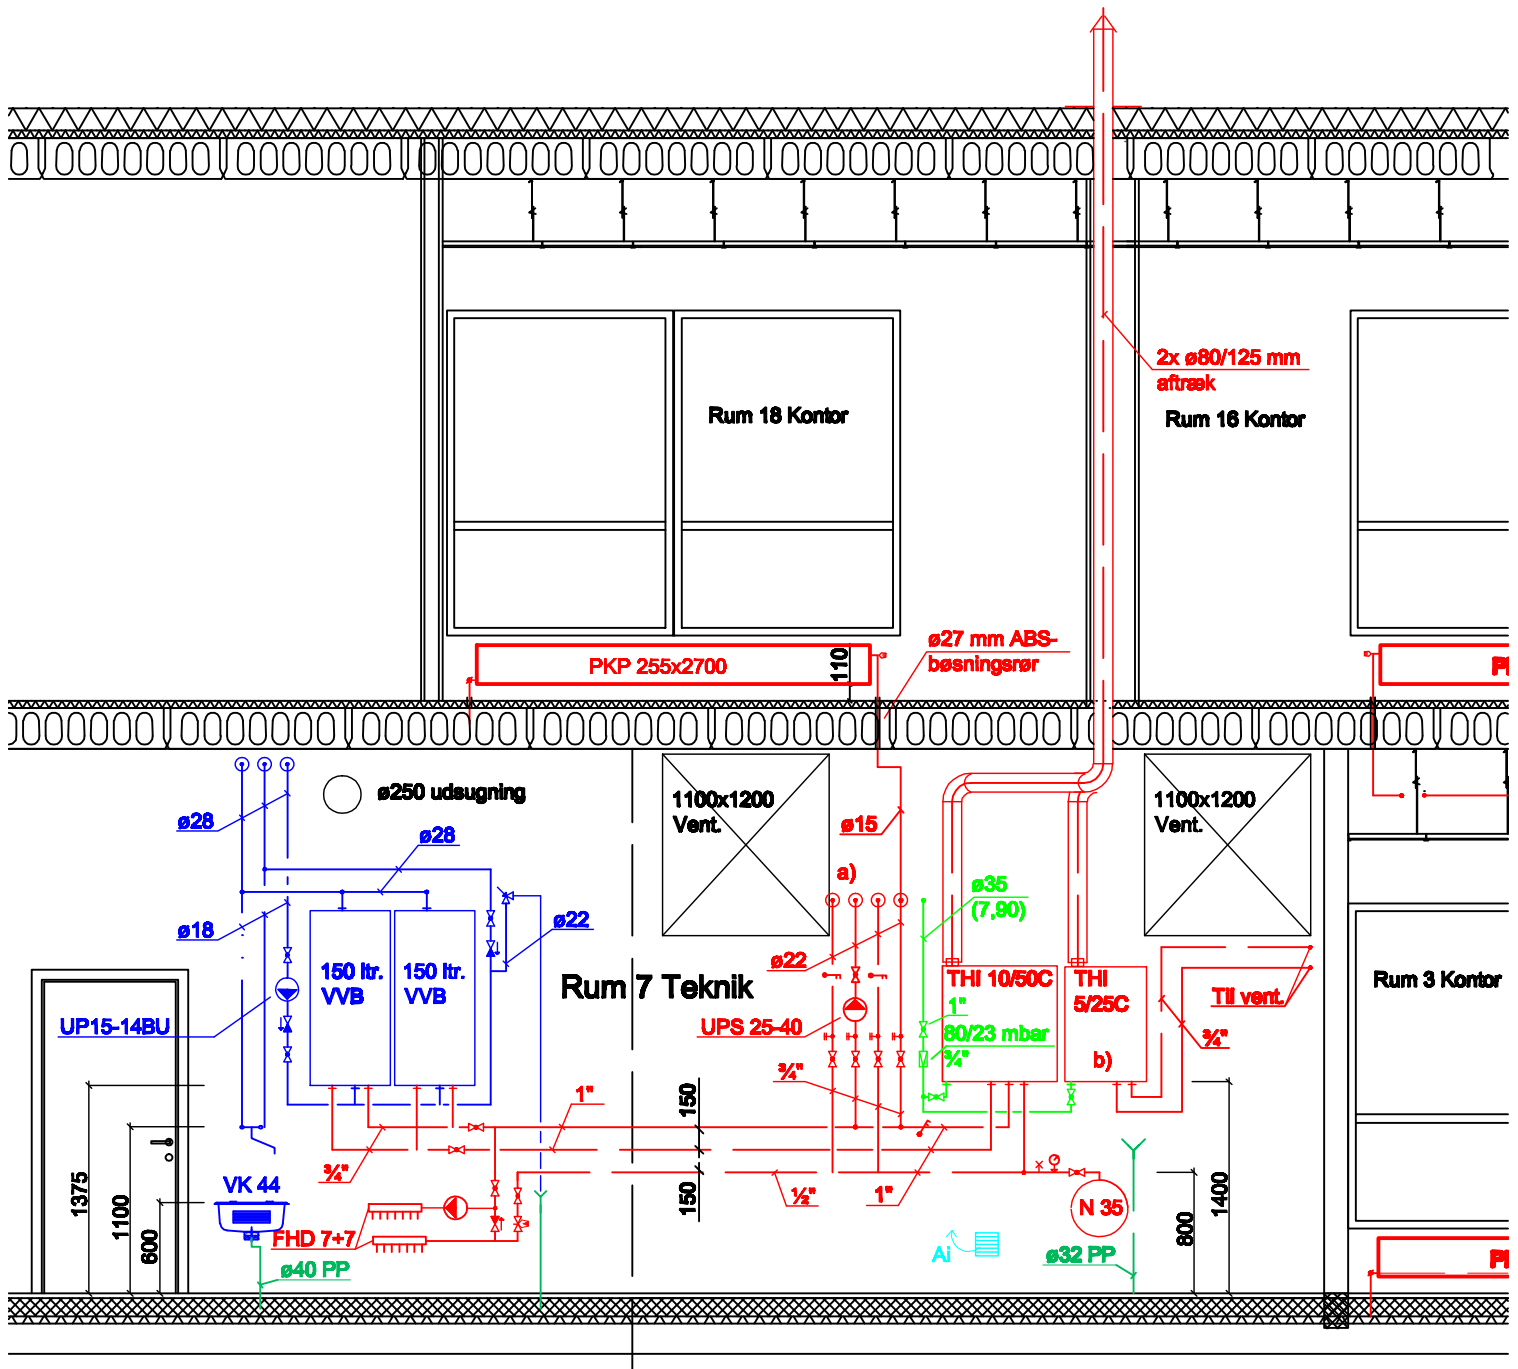 2x ø80/125 mm
aftræk
Rum 18 Kontor
Rum 16 Kontor
ø27 mm ABS-
bøsningsrør
PKP 255x2700
110
ø250 udsugning
1100x1200
Vent.
1100x1200
Vent.
ø28
ø28
ø15
a)
ø35
(7,90)
ø18
ø22
ø22
150 ltr.
VVB
150 ltr.
VVB
Rum 7 Teknik
THI 10/50C
THI
5/25C
Rum 3 Kontor
Til vent.
1"
UP15-14BU
UPS 25-40
80/23 mbar
¾"
¾"
b)
¾"
1"
150
¾"
VK 44
1375
1100
600
150
½"
1"
N 35
1400
800
FHD 7+7
ø40 PP
Ai
ø32 PP